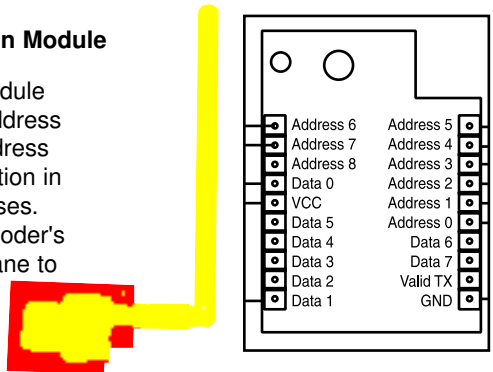 n Module
dule
ddress
dress
tion in
ses.
oder's
ane to
Address 6 Address 5
Address 7 Address 4
Address 8 Address 3
Data 0 Address 2
VCC Address 1
Data 5 Address 0
Data 4 Data 6
Data 3 Data 7
Data 2 Valid TX
Data 1 GND